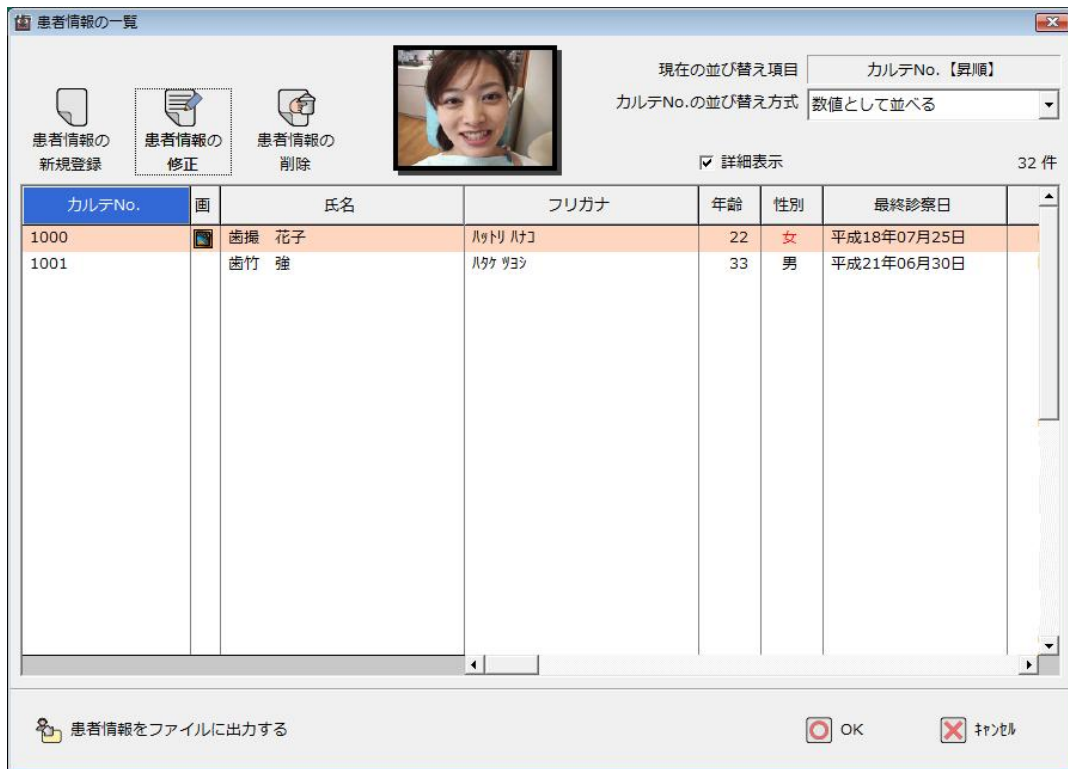 患者情報の一覧
現在の並び替え項目 カルテNo.【昇順】
カルテNo.の並び替え方式 数値として並べる
患者情報の
新規登録
患者情報の
修正
患者情報の
削除
詳細表示
32 件
カルテNo. 画 氏名 フリガナ 年齢 性別 最終診察日
1000 歯撮 花子 ﾊｯﾄﾘ ﾊﾅｺ 22 女 平成18年07月25日
1001 歯竹 強 ﾊﾀｹ ﾂﾖｼ 33 男 平成21年06月30日
患者情報をファイルに出力する
OK
ｷｬﾝｾﾙ